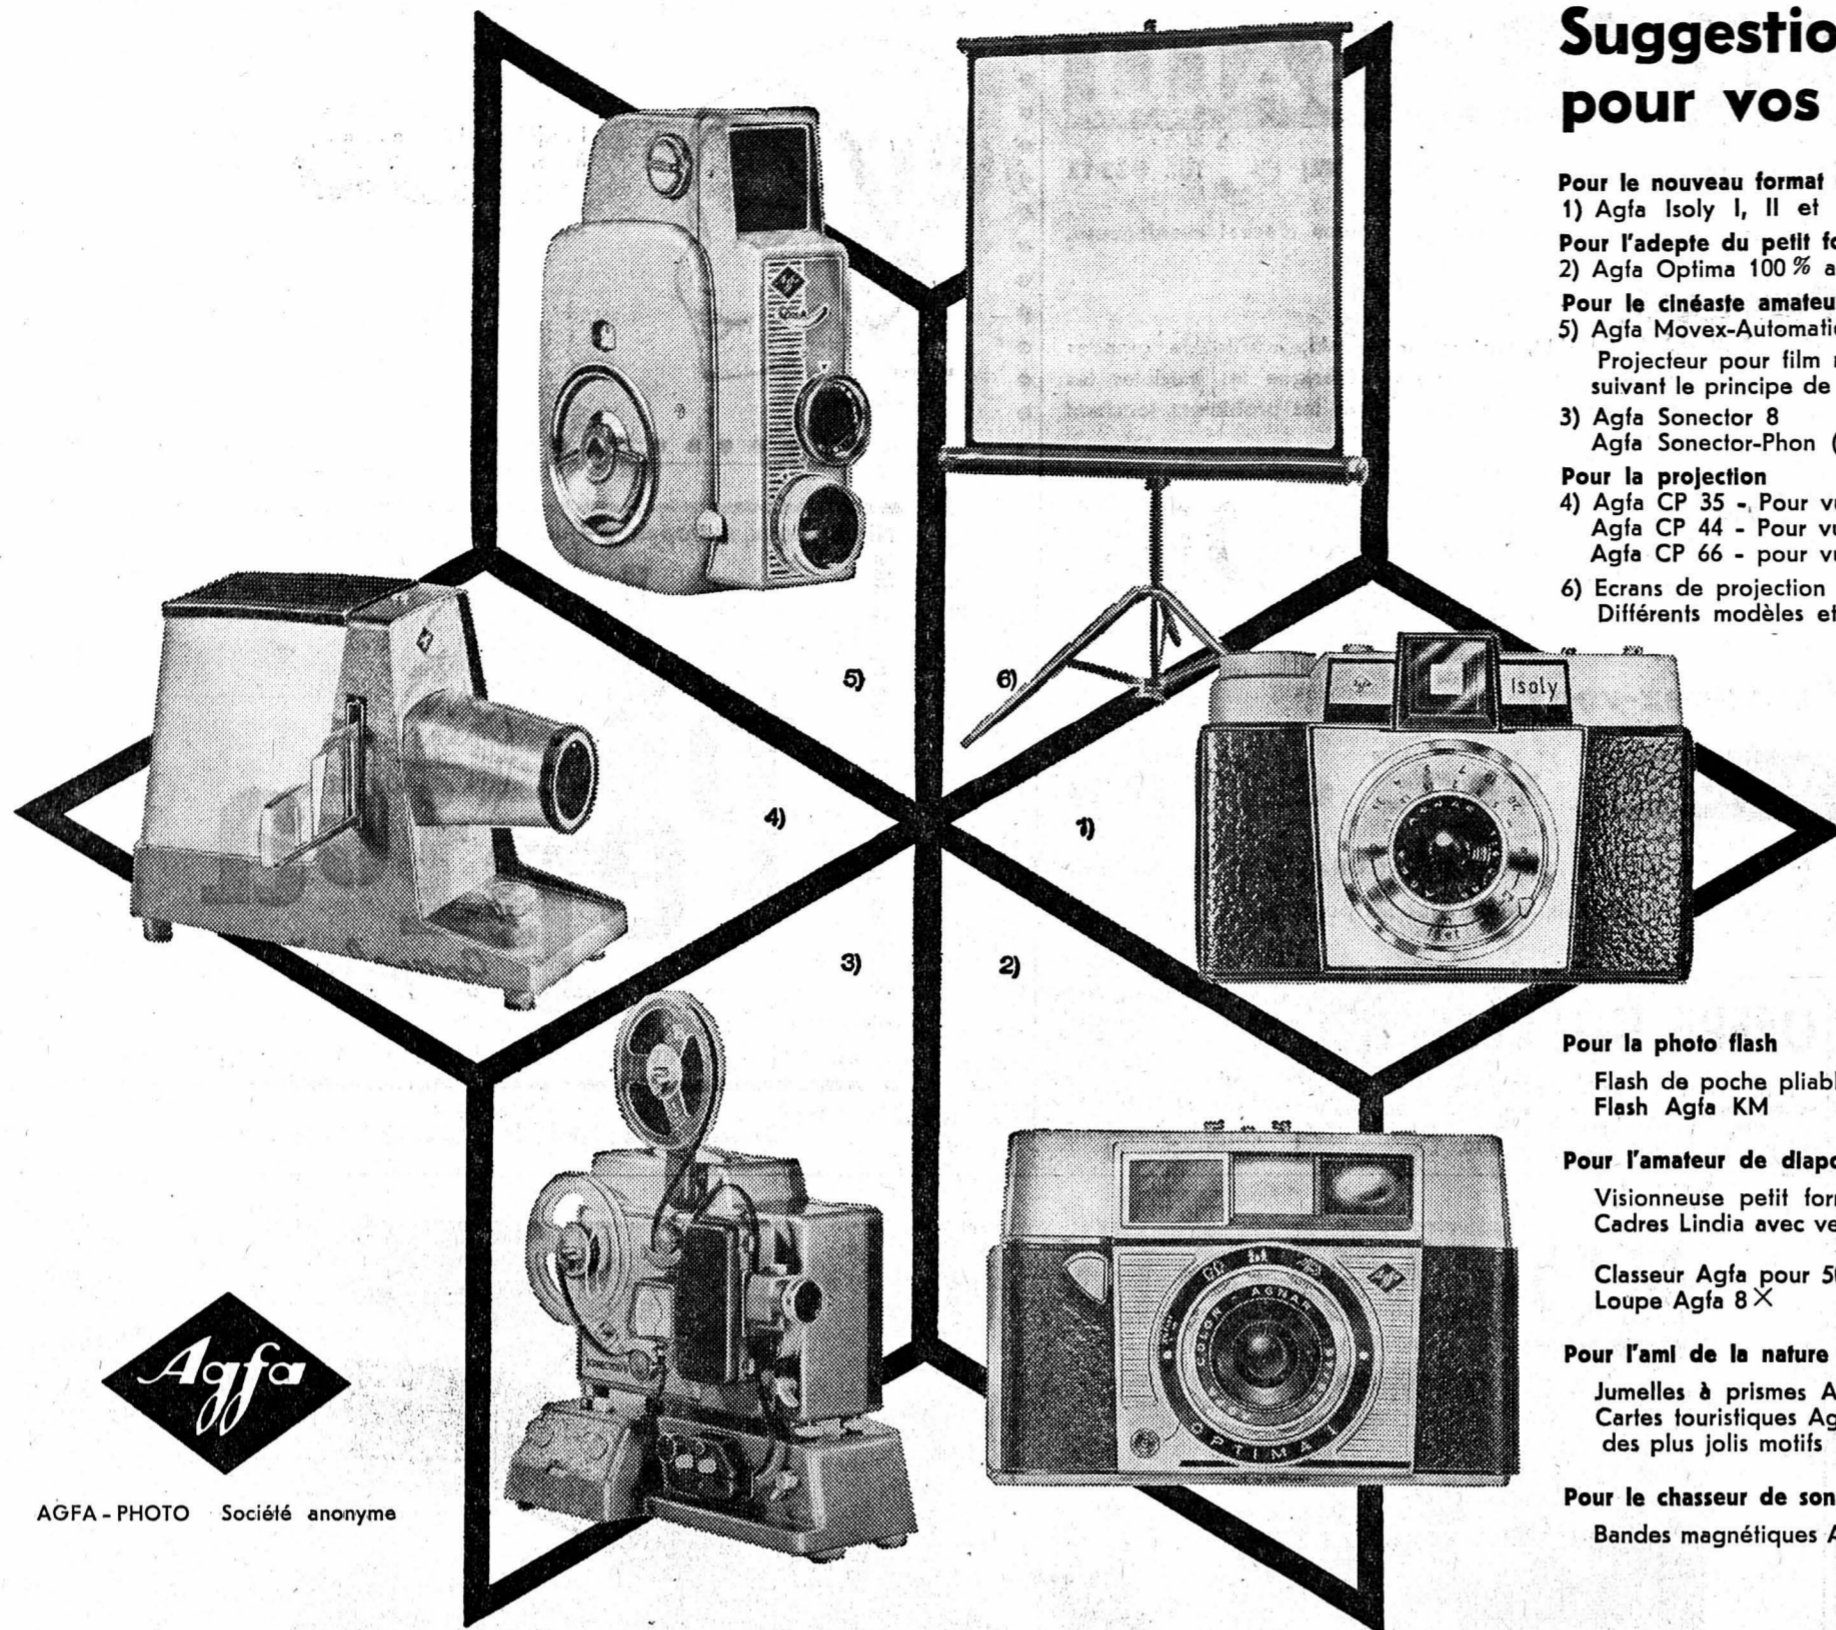 Suggestio
pour vos
Pour le nouveau format
1) Agfa Isoly I, II et
Pour l'adepte du petit fo
2) Agfa Optima 100 % a
Pour le cinéaste amateu
5) Agfa Movex-Automati
Projecteur pour film
suivant le principe de
3) Agfa Sonector 8
Agfa Sonector-Phon (
Pour la projection
4) Agfa CP 35 - Pour vu
Agfa CP 44 - Pour vu
Agfa CP 66 - pour vu
6) Ecrans de projection
Différents modèles et
5)
6)
Isoly
4)
1)
3)
2)
Pour la photo flash
Flash de poche pliabl
Flash Agfa KM
Pour l'amateur de diapo
Visionneuse petit for
Cadres Lindia avec ve
Classeur Agfa pour 50
Loupe Agfa 8×
Pour l'ami de la nature
Jumelles à prismes A
Cartes touristiques Ag
des plus jolis motifs
Pour le chasseur de son
Bandes magnétiques A
COLOR - AGNAR
OPTIMA I
Agfa
AGFA - PHOTO Société anonyme